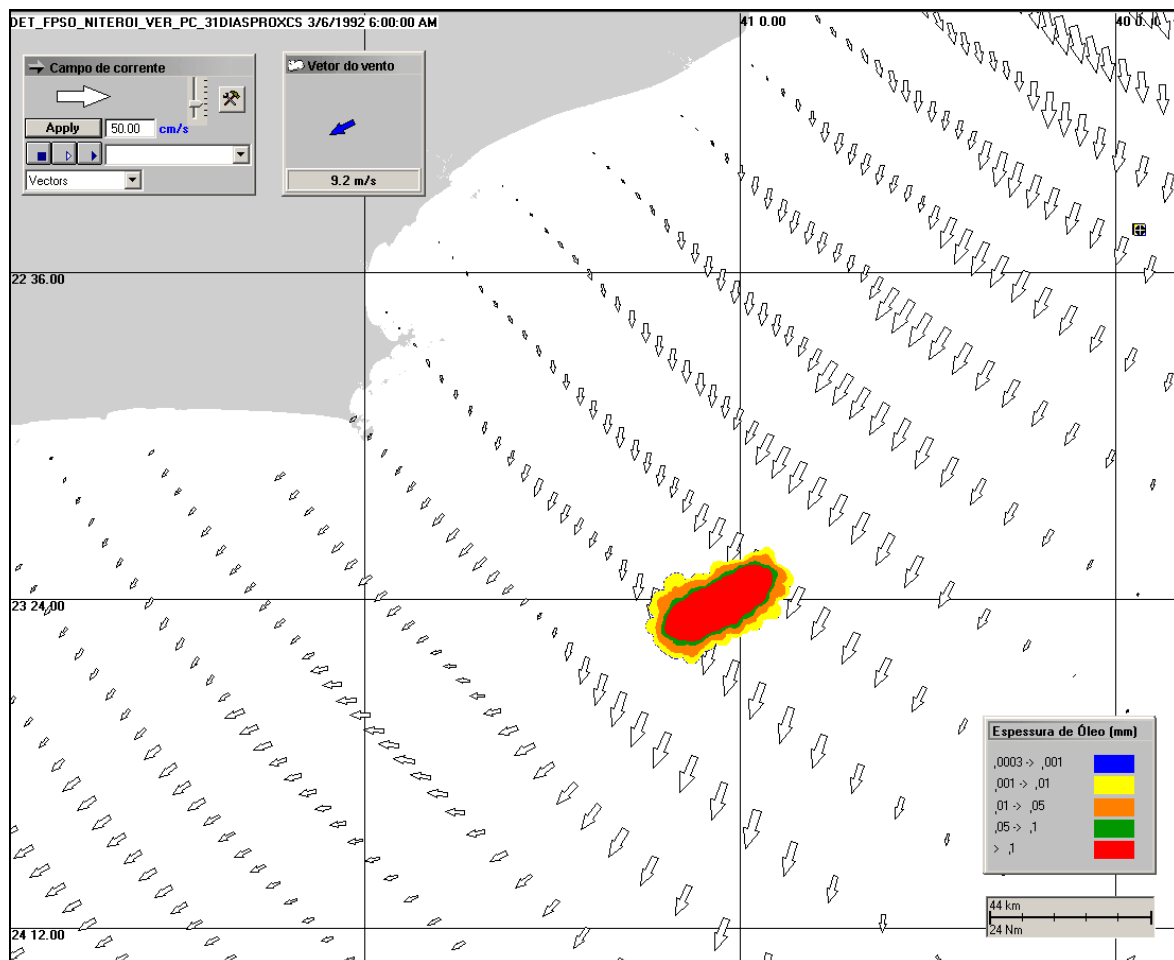 DET_FPSO_NITEROI_VER_PC_31DIASPROXCS 3/6/1992 6:00:00 AM
41 0.00
40 0.00
Campo de corrente
Apply
50.00
cm/s
Vectors
Vetor do vento
9.2 m/s
22 36.00
23 24.00
24 12.00
Espessura de Óleo (mm)
,0003-> ,001
,001 -> ,01
,01 -> ,05
,05 -> ,1
> ,1
44 km
24 Nm